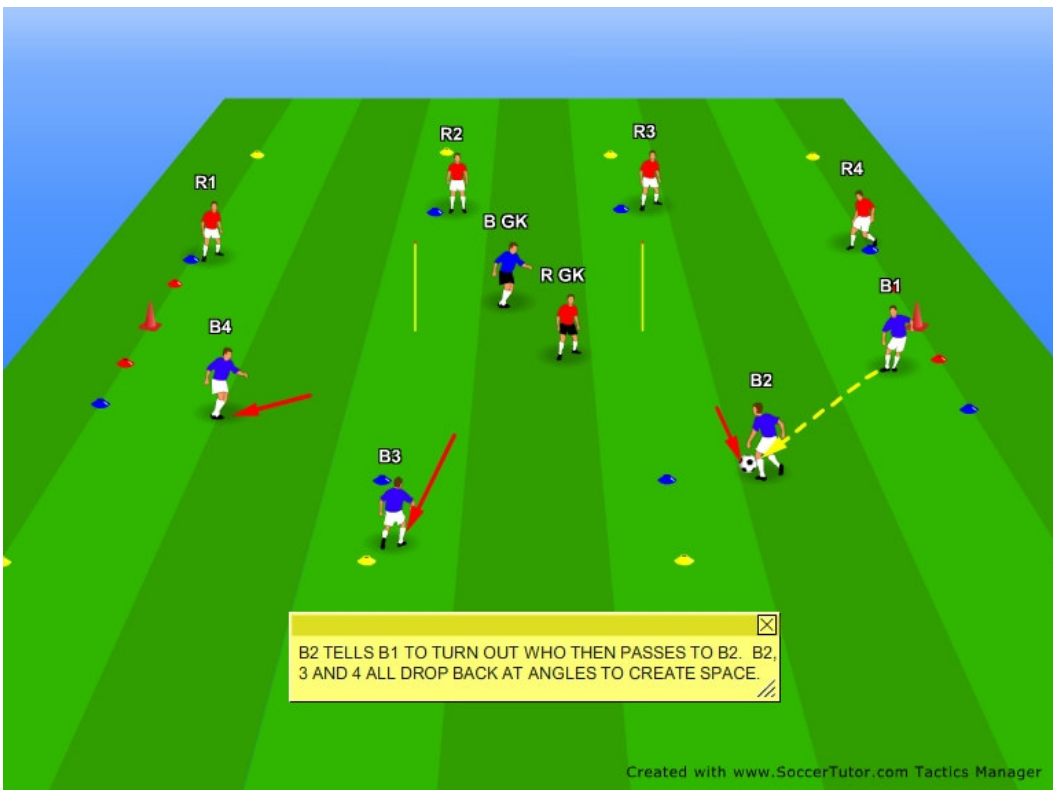 R2
R3
R1
R4
B GK
R GK
B1
B4
B2
B3
B2 TELLS B1 TO TURN OUT WHO THEN PASSES TO B2. B2,
3 AND 4 ALL DROP BACK AT ANGLES TO CREATE SPACE.
Created with www.SoccerTutor.com Tactics Manager